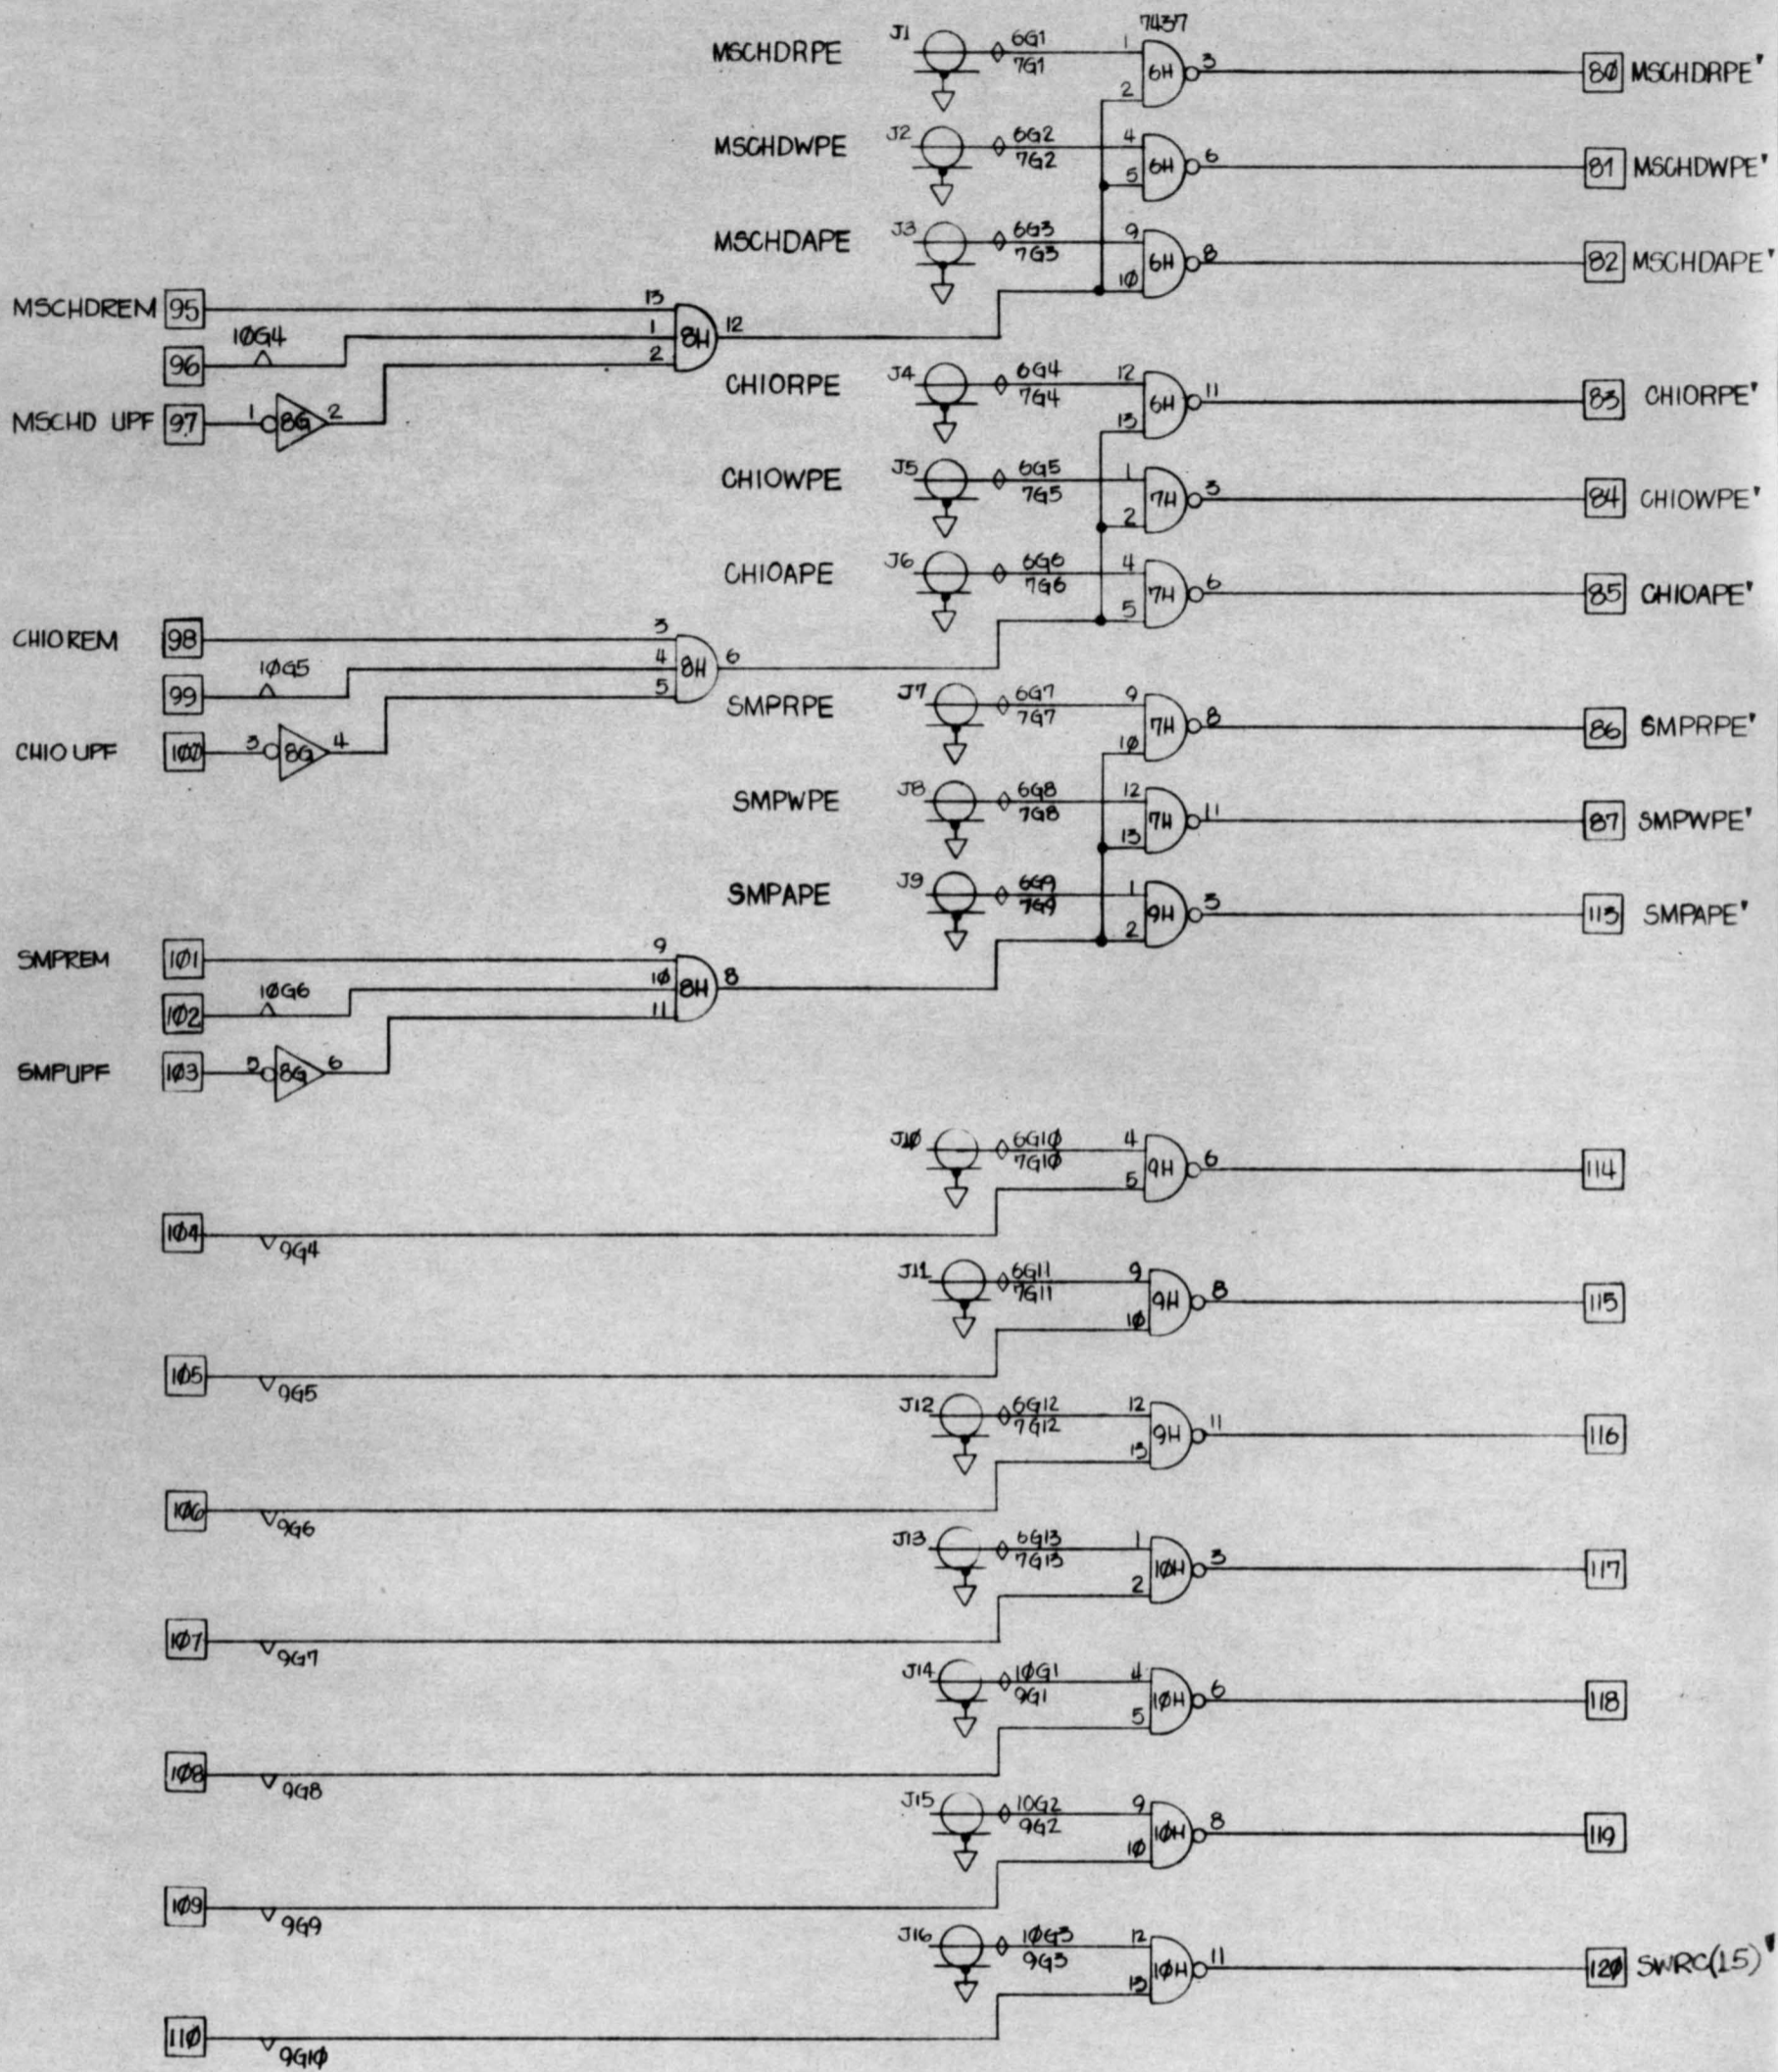 7437
MSCHDRPE J1 6G1 7G1 1 2 6H 3 80 MSCHDRPE'
MSCHDWPE J2 6G2 7G2 4 5 6H 6 81 MSCHDWPE'
MSCHDAPE J3 6G3 7G3 9 10 6H 8 82 MSCHDAPE'
MSCHDREM 95 13 8H 12
96 10G4 1
MSCHD UPF 97 1 8G 2 2
CHIORPE J4 6G4 7G4 12 13 6H 11 83 CHIORPE'
CHIOWPE J5 6G5 7G5 1 2 7H 3 84 CHIOWPE'
CHIOAPE J6 6G6 7G6 4 5 7H 6 85 CHIOAPE'
CHIOREM 98 3 8H 6
99 10G5 4
CHIO UPF 100 3 8G 4 5
SMPRPE J7 6G7 7G7 9 10 7H 8 86 SMPRPE'
SMPWPE J8 6G8 7G8 12 13 7H 11 87 SMPWPE'
SMPAPE J9 6G9 7G9 1 2 9H 3 113 SMPAPE'
SMPREM 101 9 8H 8
102 10G6 10
SMPUPF 103 5 8G 6 11
J10 6G10 7G10 4 5 9H 6 114
104 9G4
J11 6G11 7G11 9 10 9H 8 115
105 9G5
J12 6G12 7G12 12 13 9H 11 116
106 9G6
J13 6G13 7G13 1 2 10H 3 117
107 9G7
J14 10G1 9G1 4 5 10H 6 118
108 9G8
J15 10G2 9G2 9 10 10H 8 119
109 9G9
J16 10G3 9G3 12 13 10H 11 120 SWRC(15)'
110 9G10